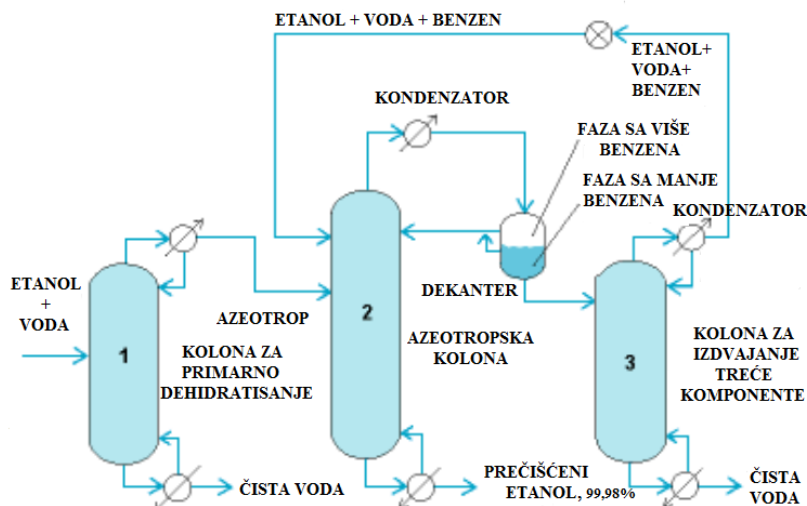 ETANOL + VODA + BENZEN
ETANOL+
VODA+
BENZEN
KONDENZATOR
FAZA SA VIŠE
BENZENA
FAZA SA MANJE
BENZENA
KONDENZATOR
ETANOL
+
VODA
AZEOTROP
DEKANTER
1
2
3
KOLONA ZA
PRIMARNO
DEHIDRATISANJE
AZEOTROPSKA
KOLONA
KOLONA ZA
IZDVAJANJE
TREĆE
KOMPONENTE
ČISTA VODA
PREČIŠĆENI
ETANOL, 99,98%
ČISTA
VODA